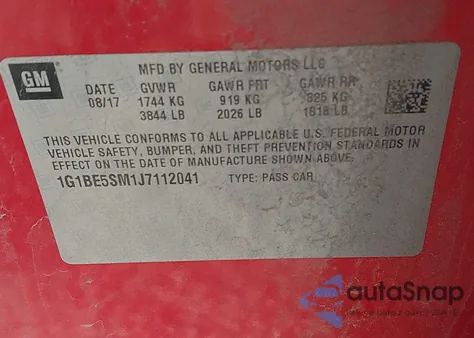 GM
MFD BY GENERAL MOTORS LLC
DATE GVWR GAWR FRT GAWR RR
08/17 1744 KG 919 KG 825 KG
3844 LB 2026 LB 1818 LB
THIS VEHICLE CONFORMS TO ALL APPLICABLE U.S. FEDERAL MOTOR
VEHICLE SAFETY, BUMPER, AND THEFT PREVENTION STANDARDS IN
EFFECT ON THE DATE OF MANUFACTURE SHOWN ABOVE.
1G1BE5SM1J7112041 TYPE: PASS CAR
autoSnap